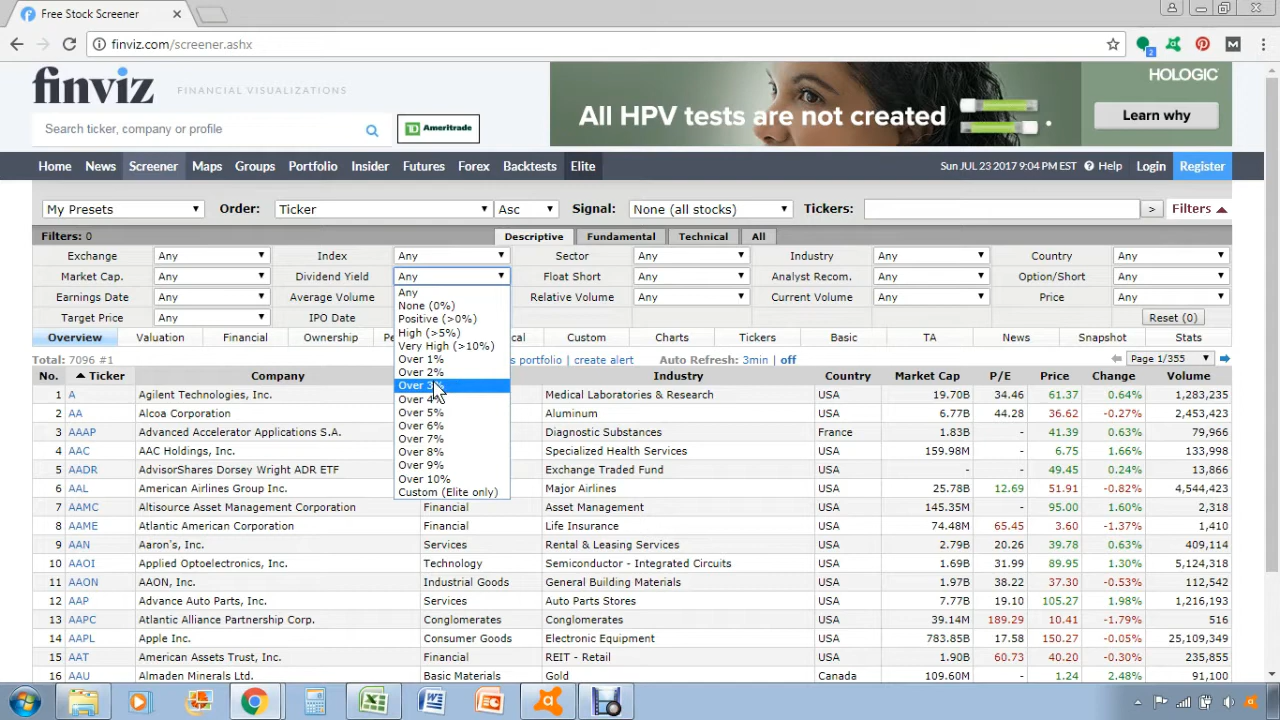 Free Stock Screener
finviz.com/screener.ashx
2
M
finviz FINANCIAL VISUALIZATIONS
HOLOGIC
All HPV tests are not created .
Learn why
Search ticker, company or profile
Ameritrade
Home News Screener Maps Groups Portfolio Insider Futures Forex Backtests Elite
Sun JUL 23 2017 9:04 PM EST Help Login Register
My Presets Order: Ticker Asc Signal: None (all stocks) Tickers: > Filters
Filters: 0 Descriptive Fundamental Technical All
Exchange Any Index Any Sector Any Industry Any Country Any
Market Cap. Any Dividend Yield Any Float Short Any Analyst Recom. Any Option/Short Any
Earnings Date Any Average Volume Relative Volume Any Current Volume Any Price Any
Target Price Any IPO Date Reset (0)
Any
None (0%)
Positive (>0%)
High (>5%)
Very High (>10%)
Over 1%
Over 2%
Over 3%
Over 4%
Over 5%
Over 6%
Over 7%
Over 8%
Over 9%
Over 10%
Custom (Elite only)
Overview Valuation Financial Ownership Custom Charts Tickers Basic TA News Snapshot Stats
Total: 7096 #1 portfolio | create alert Auto Refresh: 3min | off Page 1/355
No. Ticker Company Industry Country Market Cap P/E Price Change Volume
1 A Agilent Technologies, Inc. Medical Laboratories & Research USA 19.70B 34.46 61.37 0.64% 1,283,235
2 AA Alcoa Corporation Aluminum USA 6.77B 44.28 36.62 -0.27% 2,453,423
3 AAAP Advanced Accelerator Applications S.A. Diagnostic Substances France 1.83B - 41.39 0.63% 79,966
4 AAC AAC Holdings, Inc. Specialized Health Services USA 159.98M - 6.75 1.66% 133,998
5 AADR AdvisorShares Dorsey Wright ADR ETF Exchange Traded Fund USA - - 49.45 0.24% 13,866
6 AAL American Airlines Group Inc. Major Airlines USA 25.78B 12.69 51.91 -0.82% 4,544,423
7 AAMC Altisource Asset Management Corporation Financial Asset Management USA 145.35M - 95.00 1.60% 2,318
8 AAME Atlantic American Corporation Financial Life Insurance USA 74.48M 65.45 3.60 -1.37% 1,410
9 AAN Aaron's, Inc. Services Rental & Leasing Services USA 2.79B 20.26 39.78 0.63% 409,114
10 AAOI Applied Optoelectronics, Inc. Technology Semiconductor - Integrated Circuits USA 1.69B 31.99 89.95 1.30% 5,124,318
11 AAON AAON, Inc. Industrial Goods General Building Materials USA 1.97B 38.22 37.30 -0.53% 112,542
12 AAP Advance Auto Parts, Inc. Services Auto Parts Stores USA 7.77B 19.10 105.27 1.98% 1,216,193
13 AAPC Atlantic Alliance Partnership Corp. Conglomerates Conglomerates USA 39.14M 189.29 10.41 -1.79% 516
14 AAPL Apple Inc. Consumer Goods Electronic Equipment USA 783.85B 17.58 150.27 -0.05% 25,109,349
15 AAT American Assets Trust, Inc. Financial REIT - Retail USA 1.90B 60.73 40.20 -0.30% 235,855
16 AAU Almaden Minerals Ltd. Basic Materials Gold Canada 109.60M - 1.24 2.48% 91,100